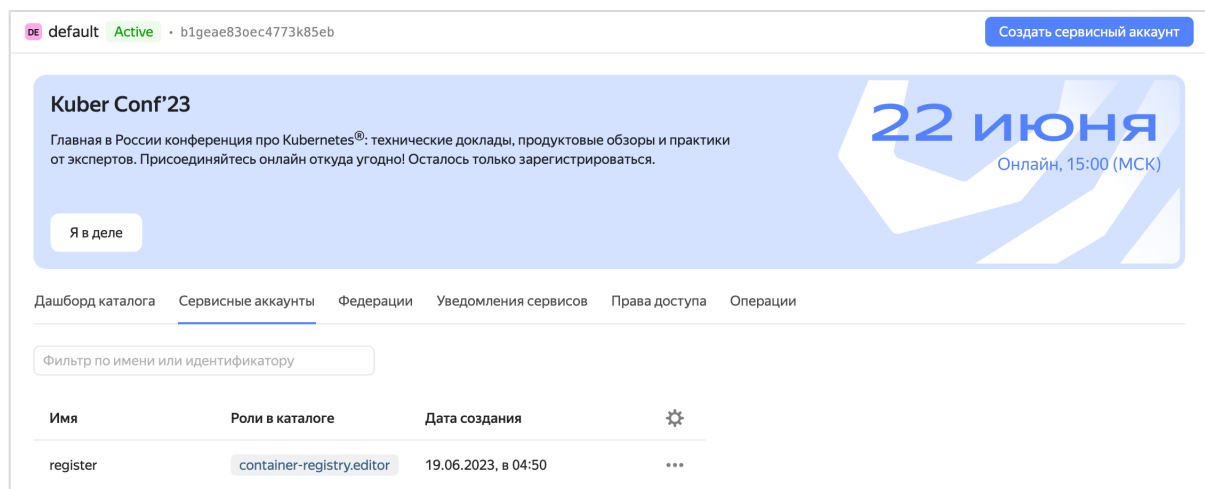 DE default Active • b1geae83oec4773k85eb
Создать сервисный аккаунт
Kuber Conf’23
Главная в России конференция про Kubernetes®: технические доклады, продуктовые обзоры и практики
от экспертов. Присоединяйтесь онлайн откуда угодно! Осталось только зарегистрироваться.
22 июня
Онлайн, 15:00 (МСК)
Я в деле
Дашборд каталога Сервисные аккаунты Федерации Уведомления сервисов Права доступа Операции
Фильтр по имени или идентификатору
Имя Роли в каталоге Дата создания
register container-registry.editor 19.06.2023, в 04:50